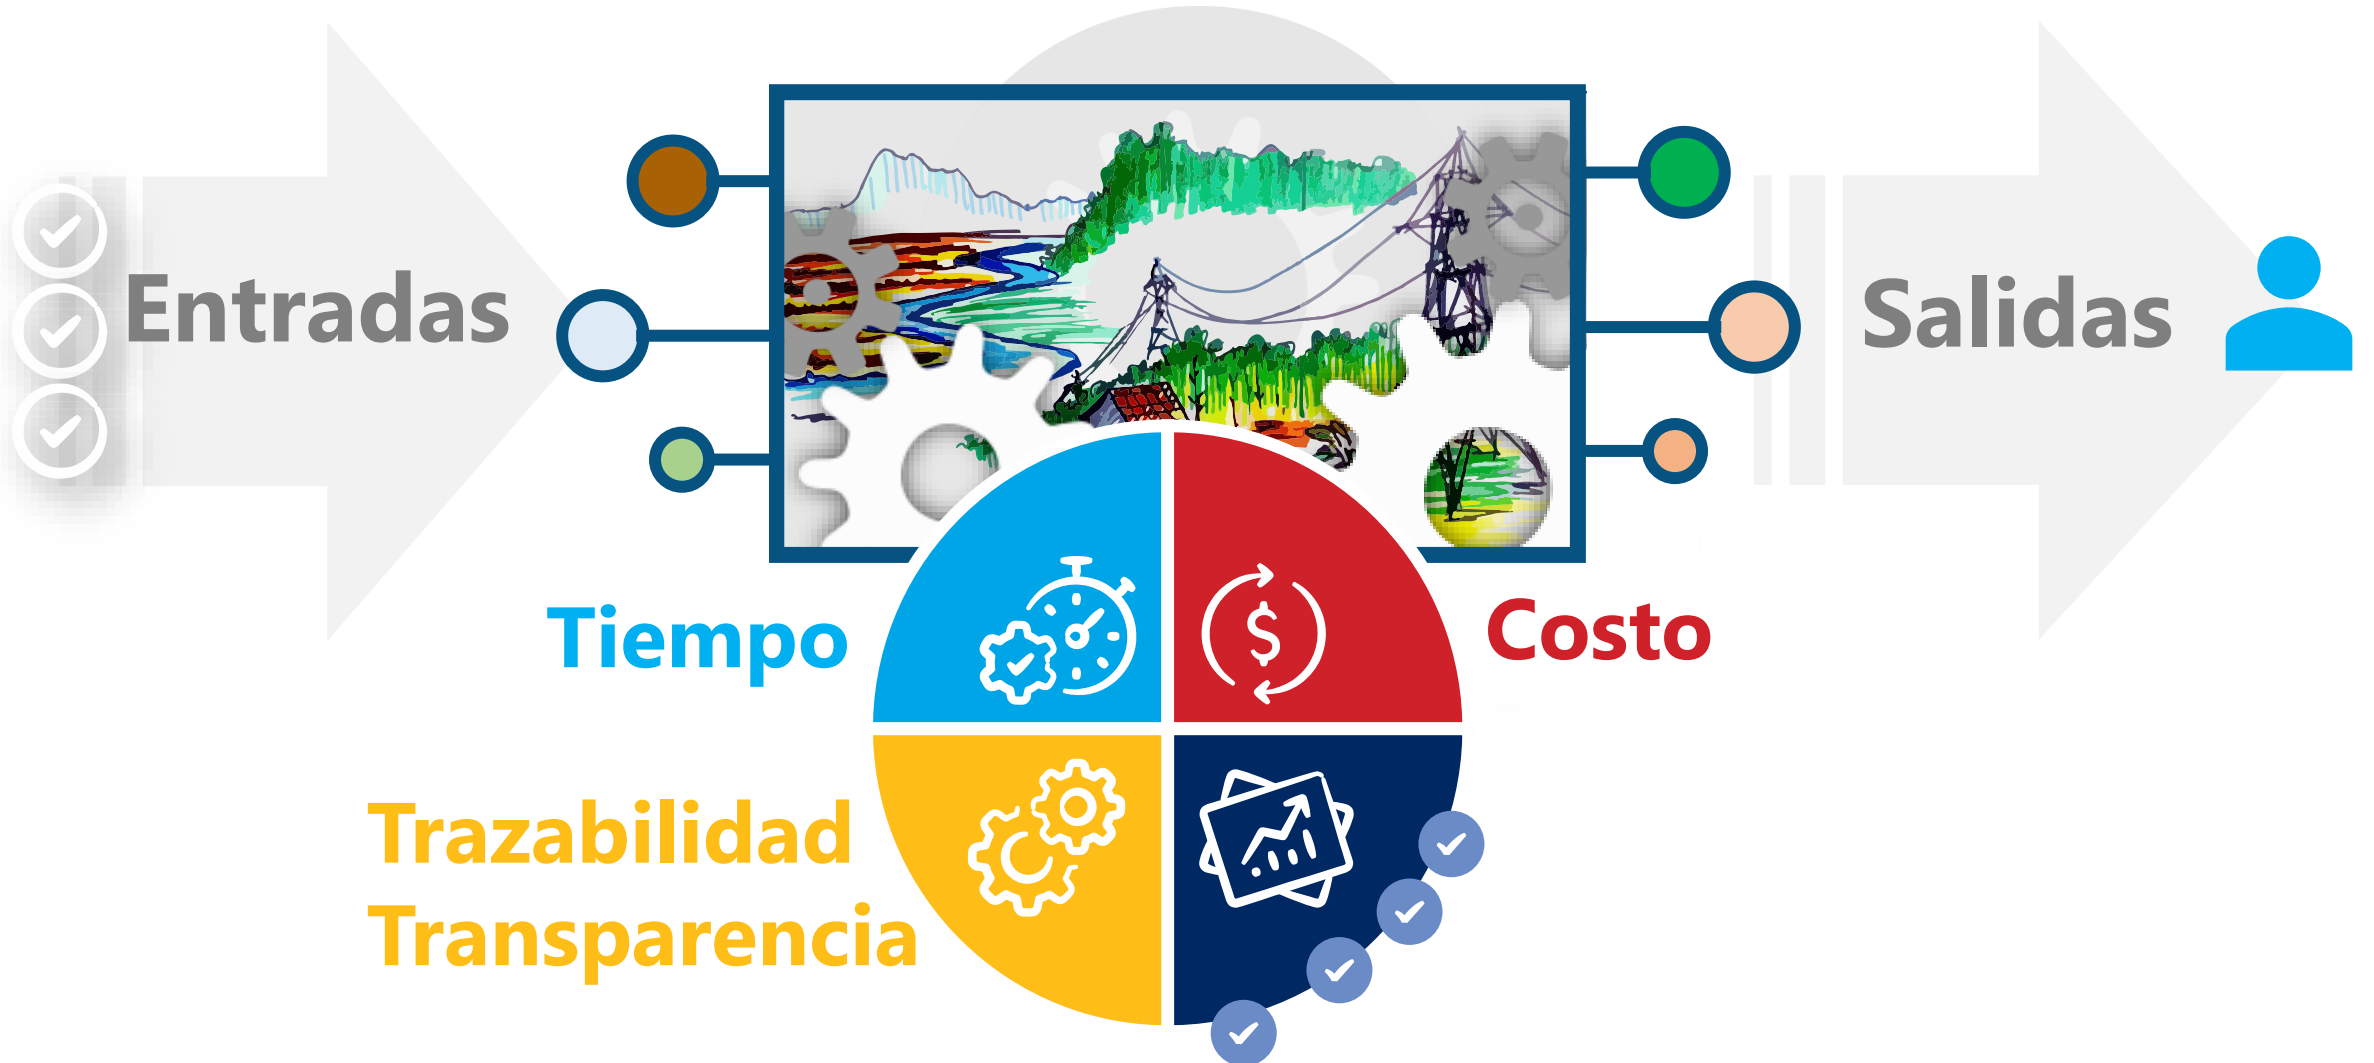 Entradas
Salidas
Tiempo
Costo
$
Trazabilidad
Transparencia